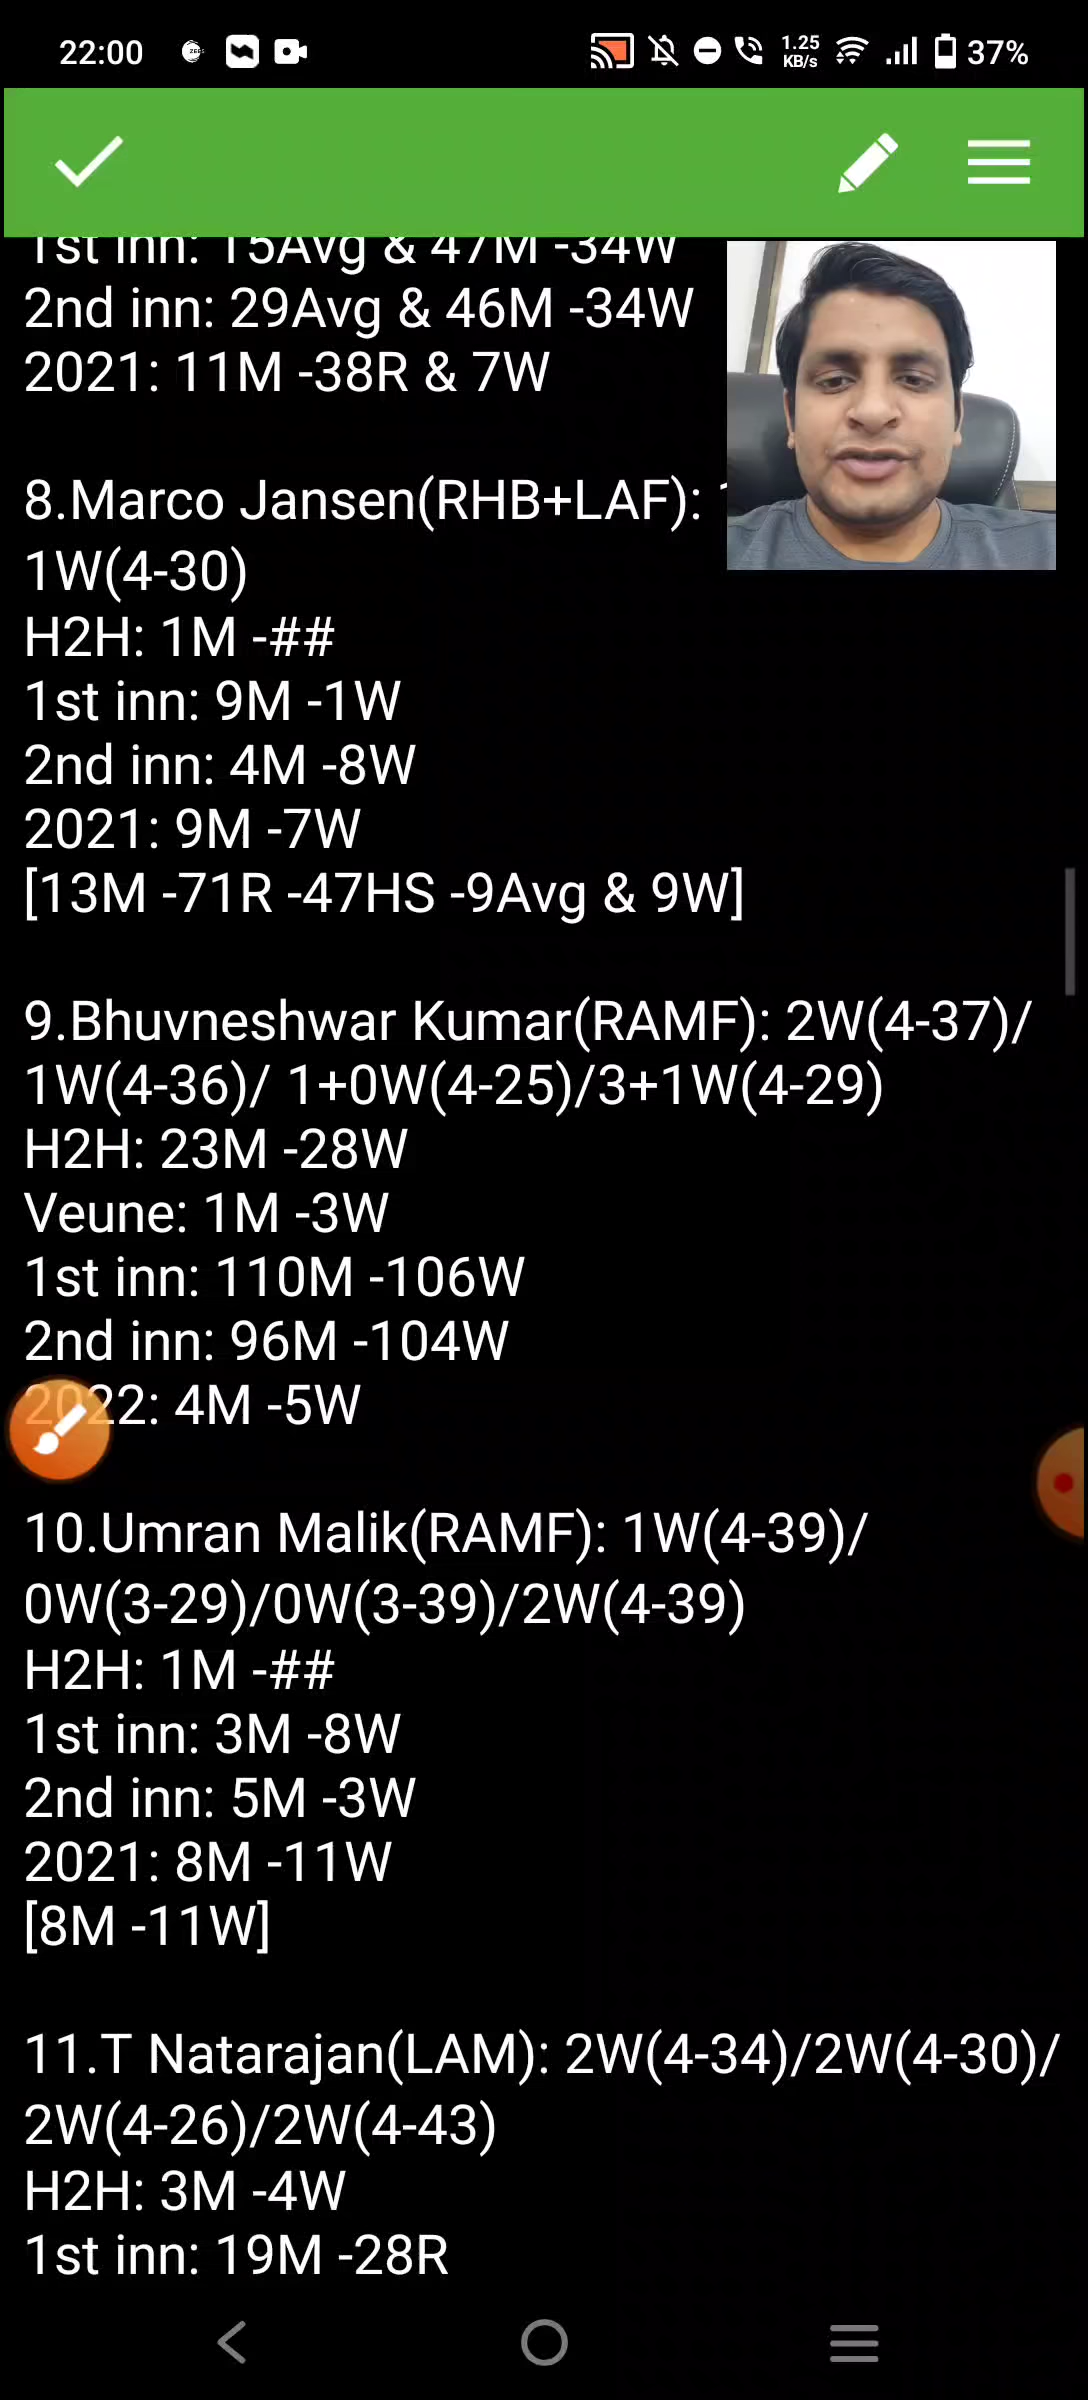 22:00
1.25
KB/s
37%
1st inn: 15Avg & 47M -34W
2nd inn: 29Avg & 46M -34W
2021: 11M -38R & 7W
8.Marco Jansen(RHB+LAF):
1W(4-30)
H2H: 1M -##
1st inn: 9M -1W
2nd inn: 4M -8W
2021: 9M -7W
[13M -71R -47HS -9Avg & 9W]
9.Bhuvneshwar Kumar(RAMF): 2W(4-37)/
1W(4-36)/ 1+0W(4-25)/3+1W(4-29)
H2H: 23M -28W
Veune: 1M -3W
1st inn: 110M -106W
2nd inn: 96M -104W
2022: 4M -5W
10.Umran Malik(RAMF): 1W(4-39)/
0W(3-29)/0W(3-39)/2W(4-39)
H2H: 1M -##
1st inn: 3M -8W
2nd inn: 5M -3W
2021: 8M -11W
[8M -11W]
11.T Natarajan(LAM): 2W(4-34)/2W(4-30)/
2W(4-26)/2W(4-43)
H2H: 3M -4W
1st inn: 19M -28R